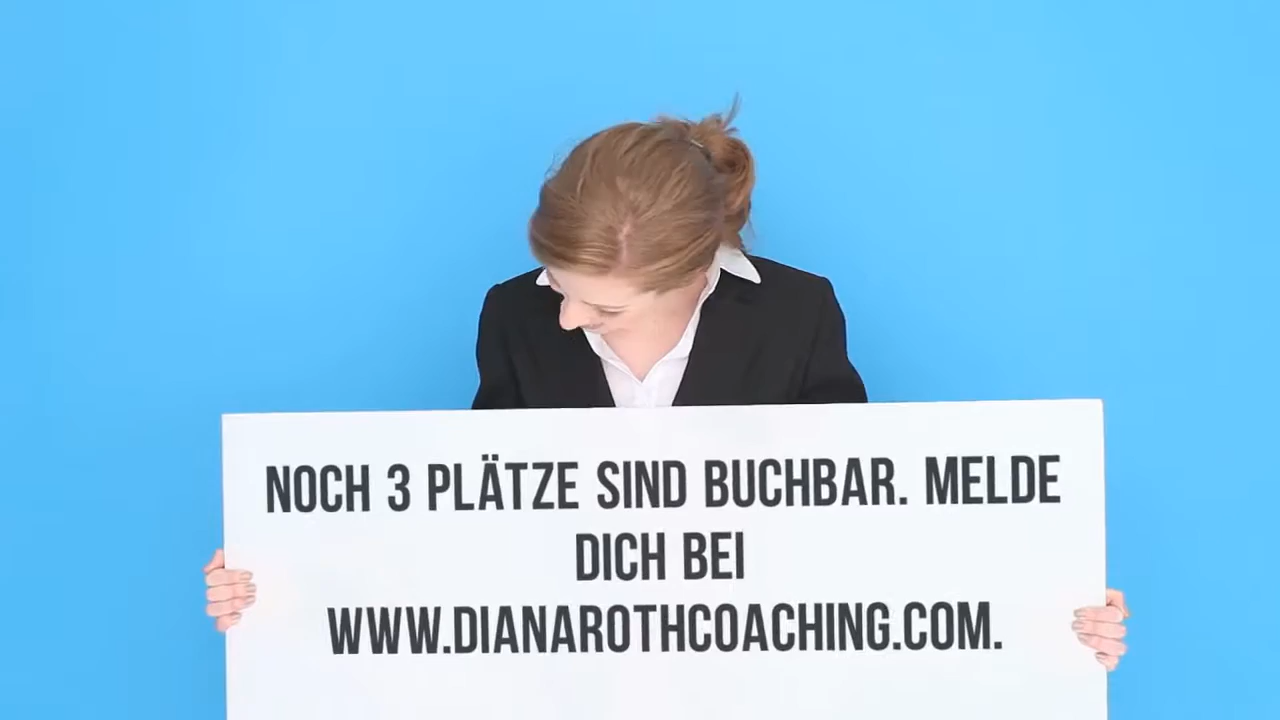 NOCH 3 PLÄTZE SIND BUCHBAR. MELDE
DICH BEI
WWW.DIANAROTHCOACHING.COM.